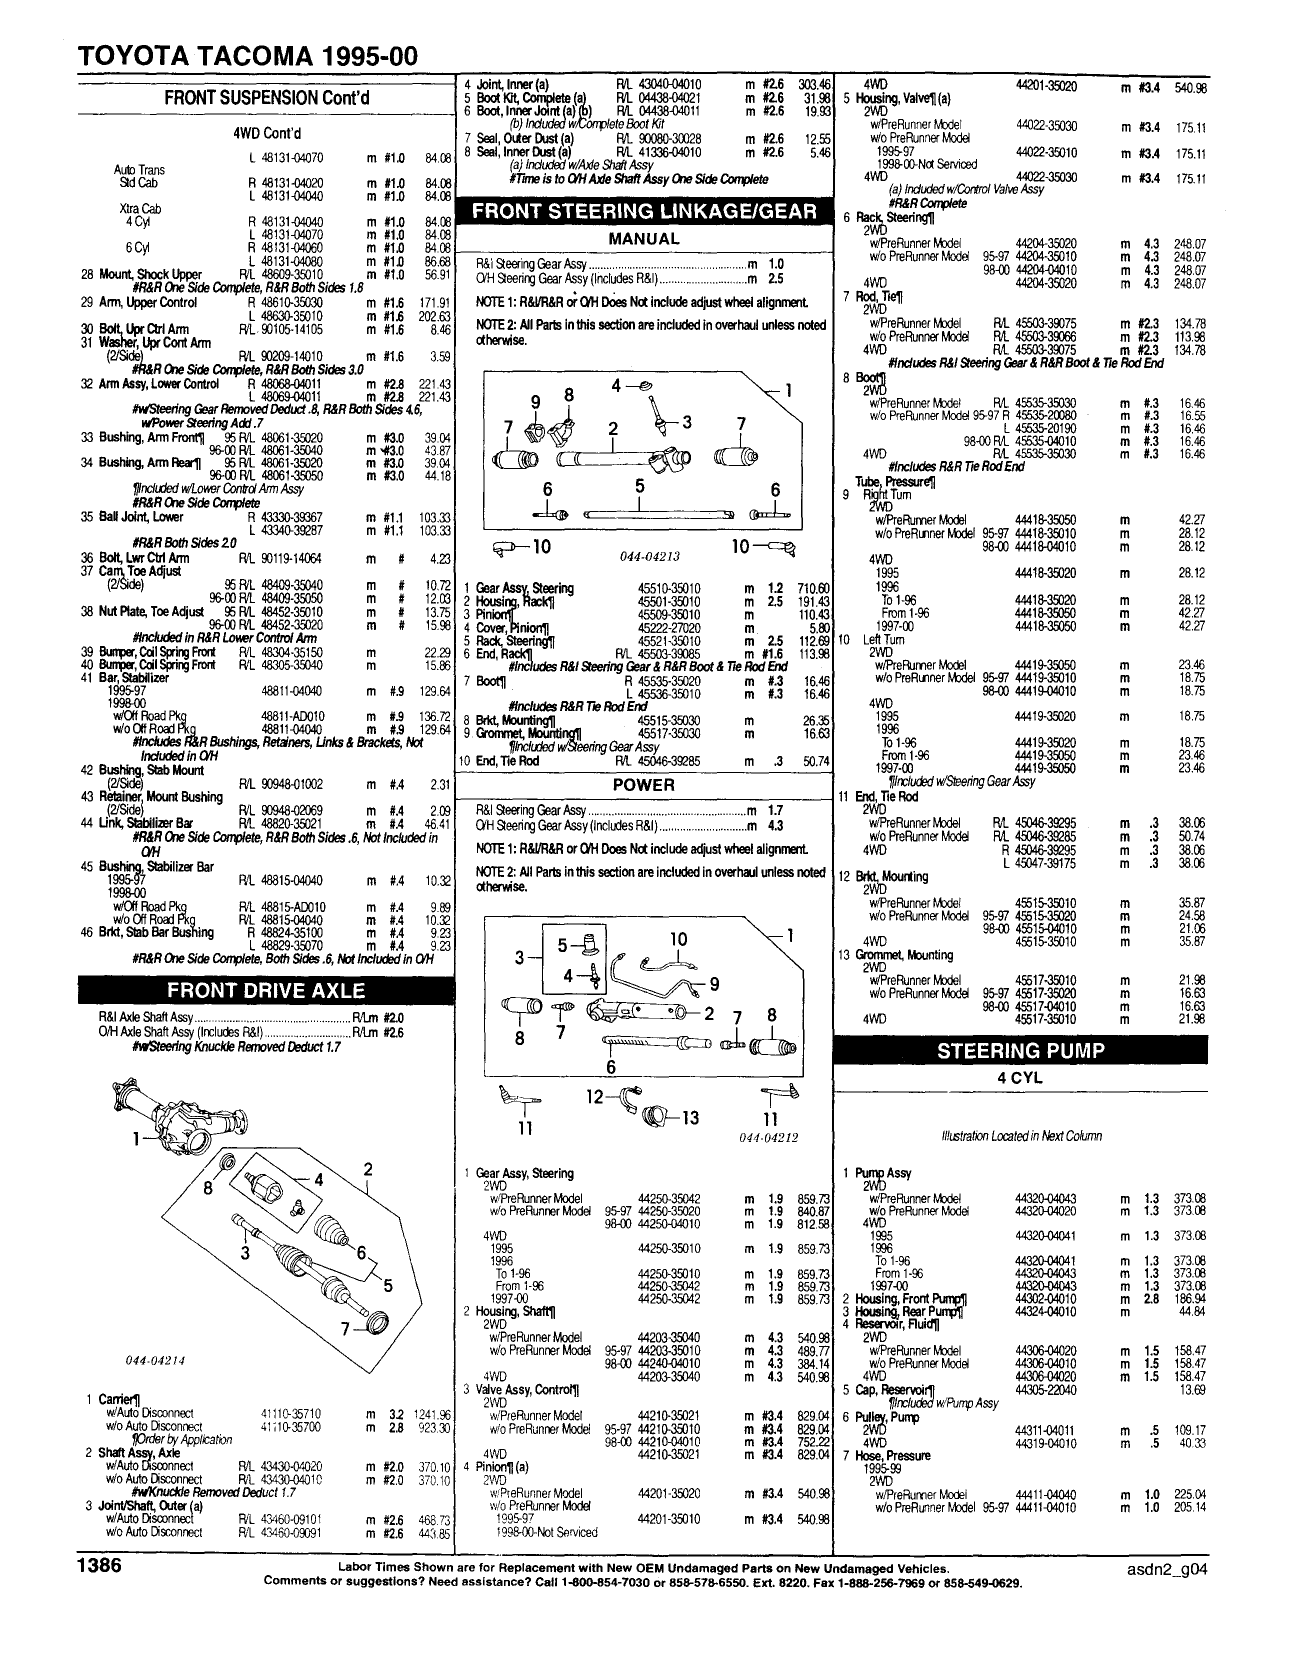 TOYOTA TACOMA 1995-00
FRONT SUSPENSION Cont'd
4WD Cont'd
L 48131-04070 m #1.0 84.08
Auto Trans
Std Cab R 48131-04020 m #1.0 84.08
L 48131-04040 m #1.0 84.08
Xtra Cab
4 Cyl R 48131-04040 m #1.0 84.08
L 48131-04070 m #1.0 84.08
6 Cyl R 48131-04060 m #1.0 84.08
L 48131-04080 m #1.0 86.68
28 Mount, Shock Upper R/L 48609-35010 m #1.0 56.91
#R&R One Side Complete, R&R Both Sides 1.8
29 Arm, Upper Control R 48610-35030 m #1.6 171.91
L 48630-35010 m #1.6 202.63
30 Bolt, Upr Ctrl Arm R/L 90105-14105 m #1.6 8.46
31 Washer, Upr Cont Arm
(2/Side) R/L 90209-14010 m #1.6 3.59
#R&R One Side Complete, R&R Both Sides 3.0
32 Arm Assy, Lower Control R 48068-04011 m #2.8 221.43
L 48069-04011 m #2.8 221.43
#w/Steering Gear Removed Deduct .8, R&R Both Sides 4.6,
w/Power Steering Add .7
33 Bushing, Arm Front¶ 95 R/L 48061-35020 m #3.0 39.04
96-00 R/L 48061-35040 m #3.0 43.87
34 Bushing, Arm Rear¶ 95 R/L 48061-35020 m #3.0 39.04
96-00 R/L 48061-35050 m #3.0 44.18
¶Included w/Lower Control Arm Assy
#R&R One Side Complete
35 Ball Joint, Lower R 43330-39367 m #1.1 103.33
L 43340-39287 m #1.1 103.33
#R&R Both Sides 2.0
36 Bolt, Lwr Ctrl Arm R/L 90119-14064 m # 4.23
37 Cam, Toe Adjust
(2/Side) 95 R/L 48409-35040 m # 10.72
96-00 R/L 48409-35050 m # 12.03
38 Nut Plate, Toe Adjust 95 R/L 48452-35010 m # 13.75
96-00 R/L 48452-35020 m # 15.98
#Included in R&R Lower Control Arm
39 Bumper, Coil Spring Front R/L 48304-35150 m 22.29
40 Bumper, Coil Spring Front R/L 48305-35040 m 15.86
41 Bar, Stabilizer
1995-97 48811-04040 m #.9 129.64
1998-00
w/Off Road Pkg 48811-AD010 m #.9 136.72
w/o Off Road Pkg 48811-04040 m #.9 129.64
#Includes R&R Bushings, Retainers, Links & Brackets, Not
Included in O/H
42 Bushing, Stab Mount
(2/Side) R/L 90948-01002 m #.4 2.31
43 Retainer, Mount Bushing
(2/Side) R/L 90948-02069 m #.4 2.09
44 Link, Stabilizer Bar R/L 48820-35021 m #.4 46.41
#R&R One Side Complete, R&R Both Sides .6, Not Included in
O/H
45 Bushing, Stabilizer Bar
1995-97 R/L 48815-04040 m #.4 10.32
1998-00
w/Off Road Pkg R/L 48815-AD010 m #.4 9.89
w/o Off Road Pkg R/L 48815-04040 m #.4 10.32
46 Brkt, Stab Bar Bushing R 48824-35100 m #.4 9.23
L 48829-35070 m #.4 9.23
#R&R One Side Complete, Both Sides .6, Not Included in O/H
FRONT DRIVE AXLE
R&I Axle Shaft Assy.......... R/Lm #2.0
O/H Axle Shaft Assy (Includes R&I).......... R/Lm #2.6
#w/Steering Knuckle Removed Deduct 1.7
1
8
4
2
3
6
5
7
044-04214
1 Carrier¶
w/Auto Disconnect 41110-35710 m 3.2 1241.96
w/o Auto Disconnect 41110-35700 m 2.8 923.30
¶Order by Application
2 Shaft Assy, Axle
w/Auto Disconnect R/L 43430-04020 m #2.0 370.10
w/o Auto Disconnect R/L 43430-04010 m #2.0 370.10
#w/Knuckle Removed Deduct 1.7
3 Joint/Shaft, Outer (a)
w/Auto Disconnect R/L 43460-09101 m #2.6 468.73
w/o Auto Disconnect R/L 43460-09091 m #2.6 443.85
4 Joint, Inner (a) R/L 43040-04010 m #2.6 303.46
5 Boot Kit, Complete (a) R/L 04438-04021 m #2.6 31.98
6 Boot, Inner Joint (a) (b) R/L 04438-04011 m #2.6 19.93
(b) Included w/Complete Boot Kit
7 Seal, Outer Dust (a) R/L 90080-30028 m #2.6 12.55
8 Seal, Inner Dust (a) R/L 41336-04010 m #2.6 5.46
(a) Included w/Axle Shaft Assy
#Time is to O/H Axle Shaft Assy One Side Complete
FRONT STEERING LINKAGE/GEAR
MANUAL
R&I Steering Gear Assy.......... m 1.0
O/H Steering Gear Assy (Includes R&I).......... m 2.5
NOTE 1: R&I/R&R or O/H Does Not include adjust wheel alignment.
NOTE 2: All Parts in this section are included in overhaul unless noted
otherwise.
4
1
9
8
7
2
3
7
6
5
6
10
10
044-04213
1 Gear Assy, Steering 45510-35010 m 1.2 710.60
2 Housing, Rack¶ 45501-35010 m 2.5 191.43
3 Pinion¶ 45509-35010 m 110.43
4 Cover, Pinion¶ 45222-27020 m 5.80
5 Rack, Steering¶ 45521-35010 m 2.5 112.69
6 End, Rack¶ R/L 45503-39085 m #1.6 113.98
#Includes R&I Steering Gear & R&R Boot & Tie Rod End
7 Boot¶ R 45535-35020 m #.3 16.46
L 45536-35010 m #.3 16.46
#Includes R&R Tie Rod End
8 Brkt, Mounting¶ 45515-35030 m 26.35
9 Grommet, Mounting¶ 45517-35030 m 16.63
¶Included w/Steering Gear Assy
10 End, Tie Rod R/L 45046-39285 m .3 50.74
POWER
R&I Steering Gear Assy.......... m 1.7
O/H Steering Gear Assy (Includes R&I).......... m 4.3
NOTE 1: R&I/R&R or O/H Does Not include adjust wheel alignment.
NOTE 2: All Parts in this section are included in overhaul unless noted
otherwise.
5
3
4
10
1
9
2
7
8
8
7
6
11
12
13
11
044-04212
1 Gear Assy, Steering
2WD
w/PreRunner Model 44250-35042 m 1.9 859.73
w/o PreRunner Model 95-97 44250-35020 m 1.9 840.87
98-00 44250-04010 m 1.9 812.58
4WD
1995 44250-35010 m 1.9 859.73
1996
To 1-96 44250-35010 m 1.9 859.73
From 1-96 44250-35042 m 1.9 859.73
1997-00 44250-35042 m 1.9 859.73
2 Housing, Shaft¶
2WD
w/PreRunner Model 44203-35040 m 4.3 540.98
w/o PreRunner Model 95-97 44203-35010 m 4.3 489.77
98-00 44240-04010 m 4.3 384.14
4WD 44203-35040 m 4.3 540.98
3 Valve Assy, Control¶
2WD
w/PreRunner Model 44210-35021 m #3.4 829.04
w/o PreRunner Model 95-97 44210-35010 m #3.4 829.04
98-00 44210-04010 m #3.4 752.22
4WD 44210-35021 m #3.4 829.04
4 Pinion¶ (a)
2WD
w/PreRunner Model 44201-35020 m #3.4 540.98
w/o PreRunner Model
1995-97 44201-35010 m #3.4 540.98
1998-00-Not Serviced
4WD 44201-35020 m #3.4 540.98
5 Housing, Valve¶ (a)
2WD
w/PreRunner Model 44022-35030 m #3.4 175.11
w/o PreRunner Model
1995-97 44022-35010 m #3.4 175.11
1998-00-Not Serviced
4WD 44022-35030 m #3.4 175.11
(a) Included w/Control Valve Assy
#R&R Complete
6 Rack, Steering¶
2WD
w/PreRunner Model 44204-35020 m 4.3 248.07
w/o PreRunner Model 95-97 44204-35010 m 4.3 248.07
98-00 44204-04010 m 4.3 248.07
4WD 44204-35020 m 4.3 248.07
7 Rod, Tie¶
2WD
w/PreRunner Model R/L 45503-39075 m #2.3 134.78
w/o PreRunner Model R/L 45503-39066 m #2.3 113.98
4WD R/L 45503-39075 m #2.3 134.78
#Includes R&I Steering Gear & R&R Boot & Tie Rod End
8 Boot¶
2WD
w/PreRunner Model R/L 45535-35030 m #.3 16.46
w/o PreRunner Model 95-97 R 45535-20080 m #.3 16.55
L 45535-20190 m #.3 16.46
98-00 R/L 45535-04010 m #.3 16.46
4WD R/L 45535-35030 m #.3 16.46
#Includes R&R Tie Rod End
Tube, Pressure¶
9 Right Turn
2WD
w/PreRunner Model 44418-35050 m 42.27
w/o PreRunner Model 95-97 44418-35010 m 28.12
98-00 44418-04010 m 28.12
4WD
1995 44418-35020 m 28.12
1996
To 1-96 44418-35020 m 28.12
From 1-96 44418-35050 m 42.27
1997-00 44418-35050 m 42.27
10 Left Turn
2WD
w/PreRunner Model 44419-35050 m 23.46
w/o PreRunner Model 95-97 44419-35010 m 18.75
98-00 44419-04010 m 18.75
4WD
1995 44419-35020 m 18.75
1996
To 1-96 44419-35020 m 18.75
From 1-96 44419-35050 m 23.46
1997-00 44419-35050 m 23.46
¶Included w/Steering Gear Assy
11 End, Tie Rod
2WD
w/PreRunner Model R/L 45046-39295 m .3 38.06
w/o PreRunner Model R/L 45046-39285 m .3 50.74
4WD R 45046-39295 m .3 38.06
L 45047-39175 m .3 38.06
12 Brkt, Mounting
2WD
w/PreRunner Model 45515-35010 m 35.87
w/o PreRunner Model 95-97 45515-35020 m 24.58
98-00 45515-04010 m 21.06
4WD 45515-35010 m 35.87
13 Grommet, Mounting
2WD
w/PreRunner Model 45517-35010 m 21.98
w/o PreRunner Model 95-97 45517-35020 m 16.63
98-00 45517-04010 m 16.63
4WD 45517-35010 m 21.98
STEERING PUMP
4 CYL
Illustration Located in Next Column
1 Pump Assy
2WD
w/PreRunner Model 44320-04043 m 1.3 373.08
w/o PreRunner Model 44320-04020 m 1.3 373.08
4WD
1995 44320-04041 m 1.3 373.08
1996
To 1-96 44320-04041 m 1.3 373.08
From 1-96 44320-04043 m 1.3 373.08
1997-00 44320-04043 m 1.3 373.08
2 Housing, Front Pump¶ 44302-04010 m 2.8 186.94
3 Housing, Rear Pump¶ 44324-04010 m 44.84
4 Reservoir, Fluid¶
2WD
w/PreRunner Model 44306-04020 m 1.5 158.47
w/o PreRunner Model 44306-04010 m 1.5 158.47
4WD 44306-04020 m 1.5 158.47
5 Cap, Reservoir¶ 44305-22040 13.69
¶Included w/Pump Assy
6 Pulley, Pump
2WD 44311-04011 m .5 109.17
4WD 44319-04010 m .5 40.33
7 Hose, Pressure
1995-99
2WD
w/PreRunner Model 44411-04040 m 1.0 225.04
w/o PreRunner Model 95-97 44411-04010 m 1.0 205.14
1386
Labor Times Shown are for Replacement with New OEM Undamaged Parts on New Undamaged Vehicles.
Comments or suggestions? Need assistance? Call 1-800-854-7030 or 858-578-6550. Ext. 8220. Fax 1-888-256-7969 or 858-549-0629.
asdn2_g04